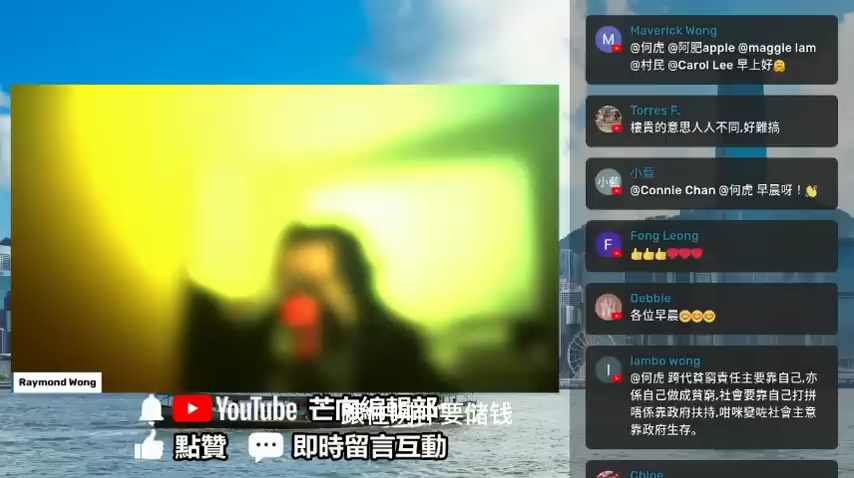 Raymond Wong
YouTube
要储钱
點贊
即時留言互動
M
Maverick Wong
@何虎 @阿肥apple @maggie lam
@村民 @Carol Lee 早上好🤗
Torres F.
樓貴的意思人人不同,好難搞
@Connie Chan @何虎 早晨呀！👋
F
Fong Leong
👍👍👍❤️❤️❤️
Debbie
各位早晨😊😊😊
I
lambo wong
@何虎 跨代貧窮責任主要靠自己,亦
係自己做成貧窮,社會要靠自己打拼
唔係靠政府扶持,咁咪變咗社會主意
靠政府生存。
Chloe